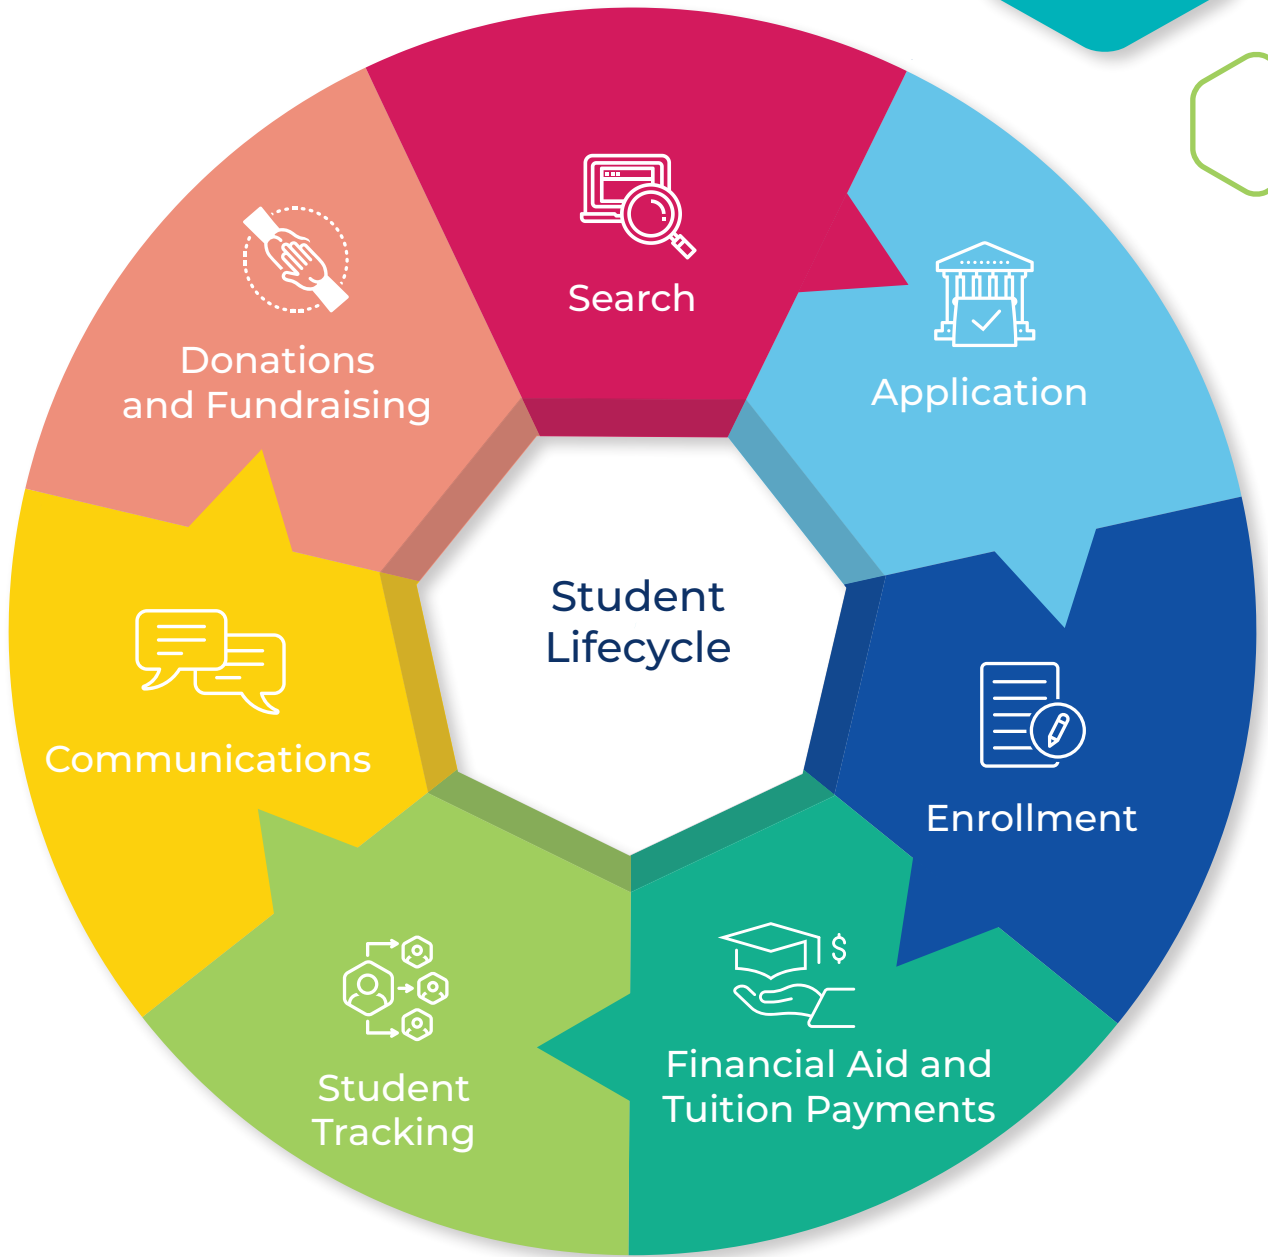 Search
Application
Enrollment
Financial Aid and
Tuition Payments
Student
Tracking
Communications
Donations
and Fundraising
Student
Lifecycle
$